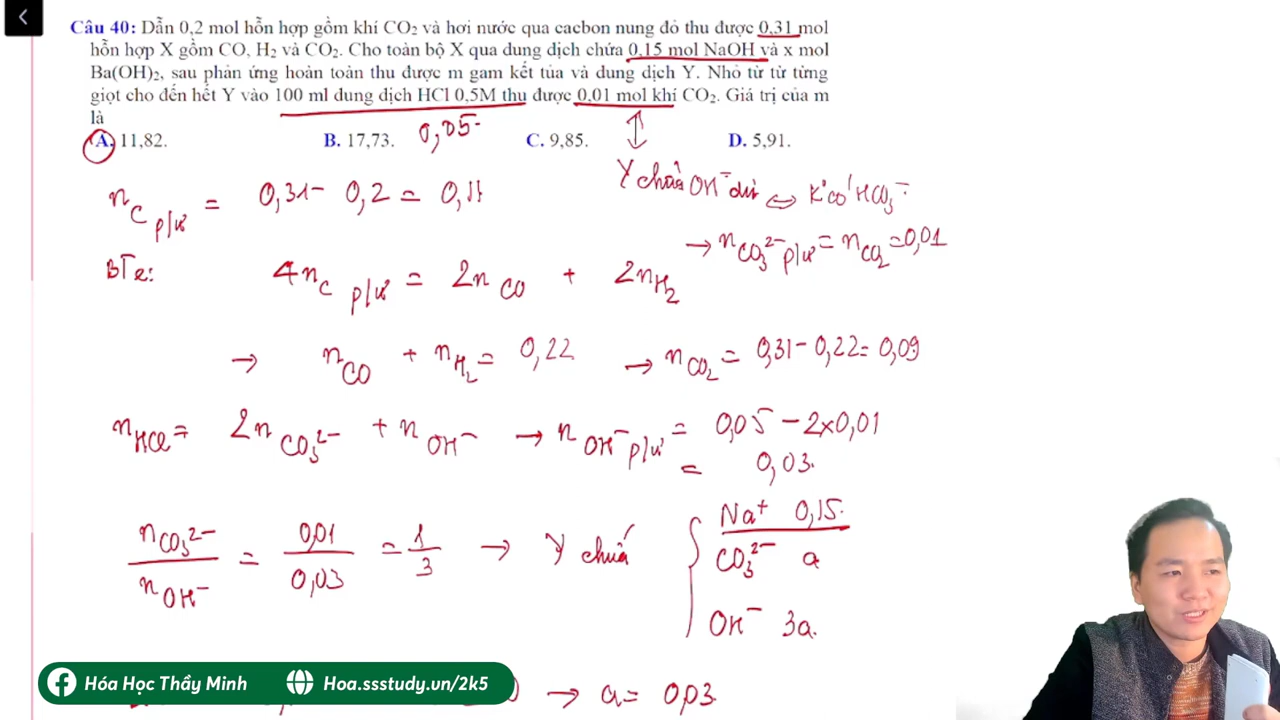 Câu 40: Dẫn 0,2 mol hỗn hợp gồm khí CO₂ và hơi nước qua cacbon nung đỏ thu được 0,31 mol
hỗn hợp X gồm CO, H₂ và CO₂. Cho toàn bộ X qua dung dịch chứa 0,15 mol NaOH và x mol
Ba(OH)₂, sau phản ứng hoàn toàn thu được m gam kết tủa và dung dịch Y. Nhỏ từ từ từng
giọt cho đến hết Y vào 100 ml dung dịch HCl 0,5M thu được 0,01 mol khí CO₂. Giá trị của m
là
A. 11,82. B. 17,73. C. 9,85. D. 5,91.
0,05
Y chứa OH⁻ dư ⇔ K° có HCO₃⁻
n C p/ư = 0,31 - 0,2 = 0,11
→ n CO₃²⁻ p/ư = n CO₂ = 0,01
BTe: 4n C p/ư = 2n CO + 2n H₂
→ n CO + n H₂ = 0,22 → n CO₂ = 0,31 - 0,22 = 0,09
n HCl = 2n CO₃²⁻ + n OH⁻ → n OH⁻ p/ư = 0,05 - 2×0,01
= 0,03.
n CO₃²⁻ / n OH⁻ = 0,01 / 0,03 = 1/3 → Y chứa
Na⁺ 0,15.
CO₃²⁻ a
OH⁻ 3a.
→ a = 0,03.
Hóa Học Thầy Minh
Hoa.ssstudy.vn/2k5